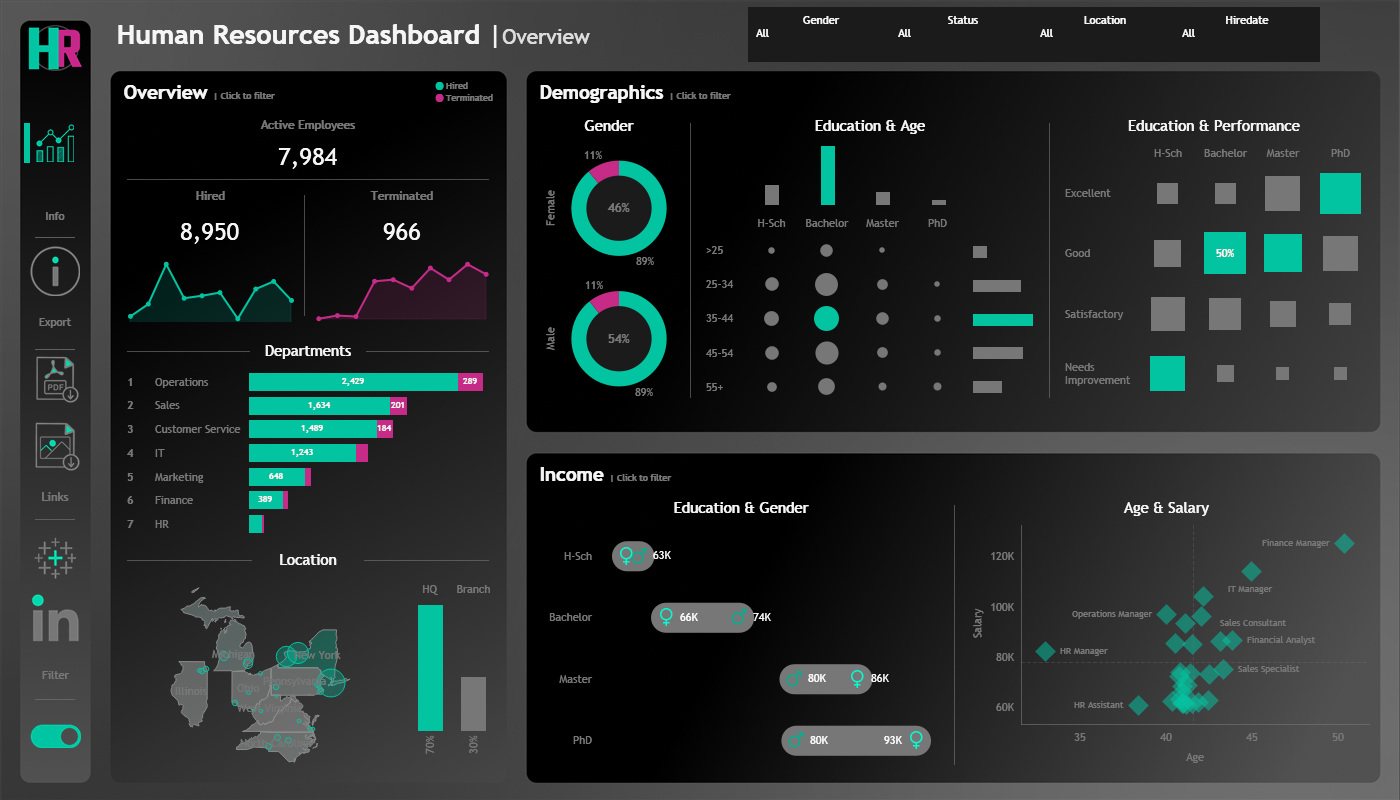 HR
Human Resources Dashboard | Overview
Gender Status Location Hiredate
All All All All
Info
Export
PDF
Links
in
Filter
Overview | Click to filter
Hired
Terminated
Active Employees
7,984
Hired Terminated
8,950 966
Departments
1 Operations 2,429 289
2 Sales 1,634 201
3 Customer Service 1,489 184
4 IT 1,243
5 Marketing 648
6 Finance 389
7 HR
Location
HQ Branch
Michigan
New York
Illinois
Ohio
Pennsylvania
70% 30%
Demographics | Click to filter
Gender
11%
Female
46%
89%
11%
Male
54%
89%
Education & Age
H-Sch Bachelor Master PhD
>25
25-34
35-44
45-54
55+
Education & Performance
H-Sch Bachelor Master PhD
Excellent
Good 50%
Satisfactory
Needs
Improvement
Income | Click to filter
Education & Gender
H-Sch 63K
Bachelor 66K 74K
Master 80K 86K
PhD 80K 93K
Age & Salary
Salary
120K
100K
80K
60K
Finance Manager
IT Manager
Operations Manager
Sales Consultant
Financial Analyst
HR Manager
Sales Specialist
HR Assistant
35 40 45 50
Age